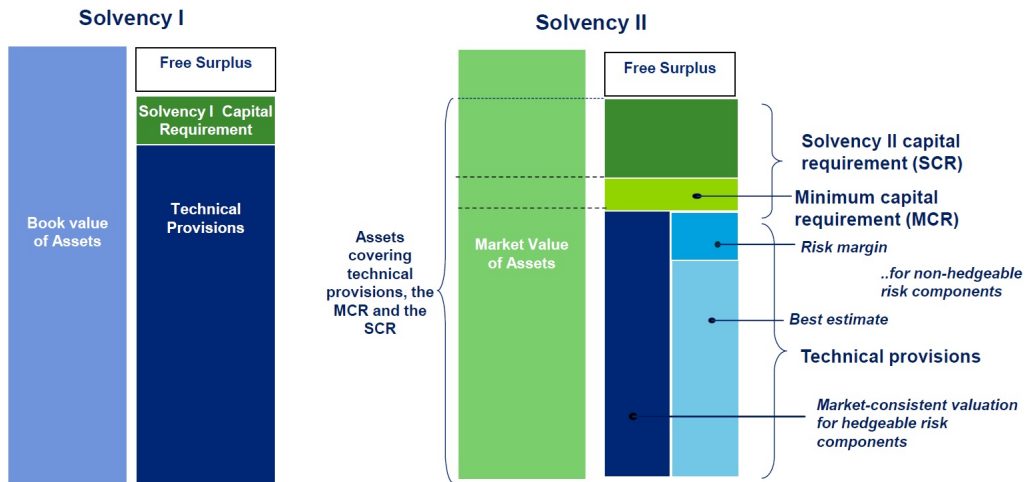 Solvency I
Free Surplus
Solvency I Capital
Requirement
Technical
Provisions
Book value
of Assets
Solvency II
Free Surplus
Market Value
of Assets
Assets
covering
technical
provisions, the
MCR and the
SCR
Solvency II capital
requirement (SCR)
Minimum capital
requirement (MCR)
Risk margin
..for non-hedgeable
risk components
Best estimate
Technical provisions
Market-consistent valuation
for hedgeable risk
components